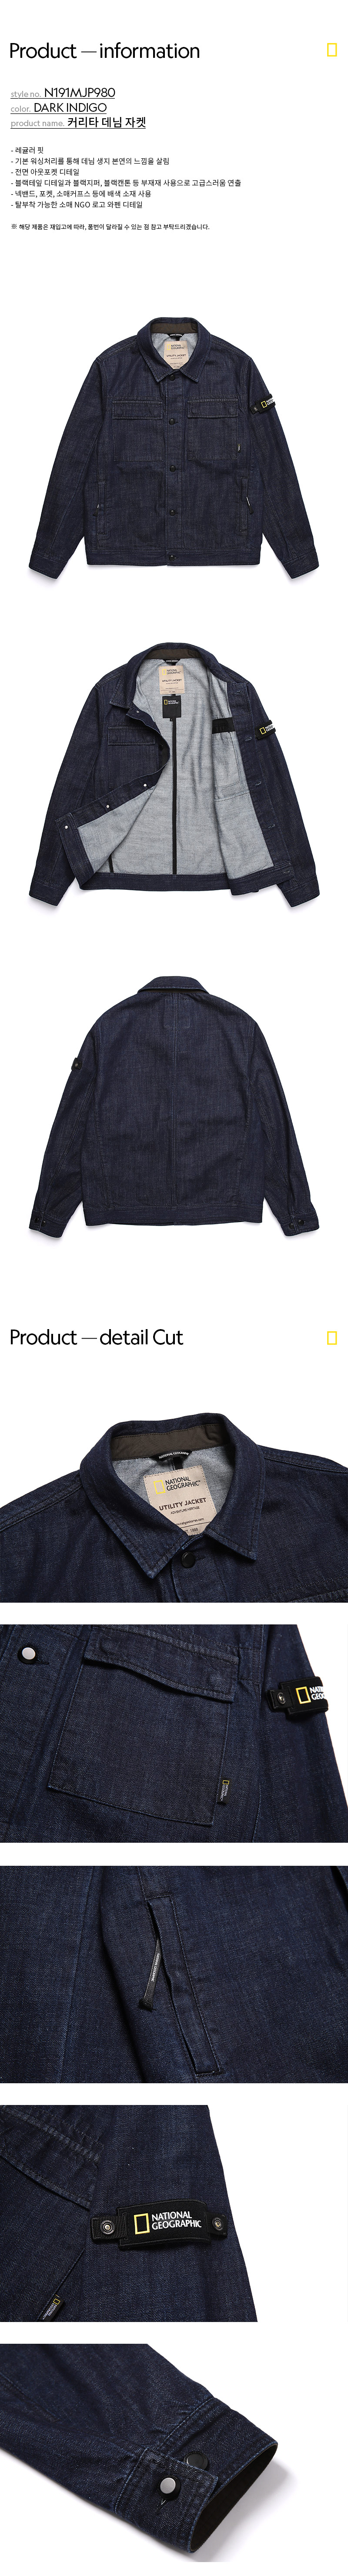 Product — information
style no. N191MJP980
color. DARK INDIGO
product name. 커리타 데님 자켓
- 레귤러 핏
- 기본 워싱처리를 통해 데님 생지 본연의 느낌을 살림
- 전면 아웃포켓 디테일
- 블랙테일 디테일과 블랙지퍼, 블랙캔톤 등 부재재 사용으로 고급스러움 연출
- 넥밴드, 포켓, 소매커프스 등에 배색 소재 사용
- 탈부착 가능한 소매 NGO 로고 와펜 디테일
※ 해당 제품은 재입고에 따라, 품번이 달라질 수 있는 점 참고 부탁드리겠습니다.
UTILITY JACKET
NATIONAL
GEOGRAPHIC
Product — detail Cut
NATIONAL
GEOGRAPHIC™
UTILITY JACKET™
NATIONAL
GEOGRAPHIC